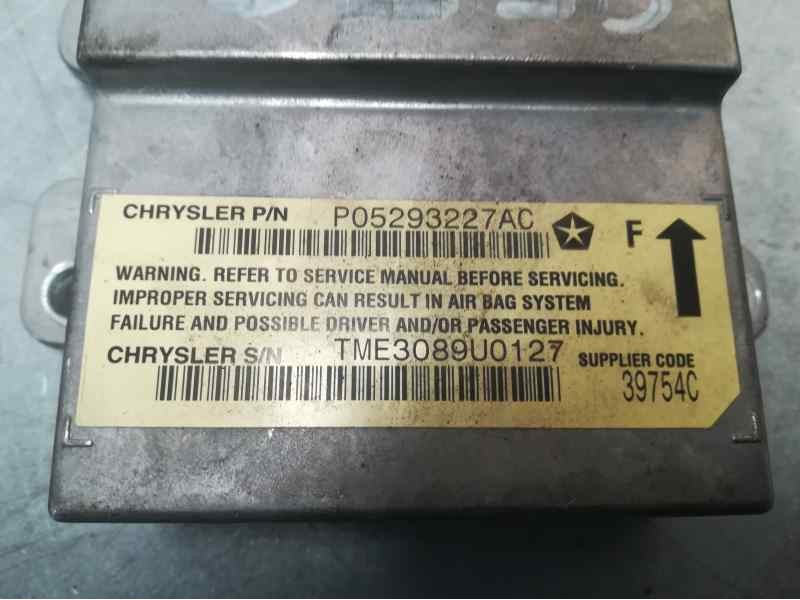 CHRYSLER P/N P05293227AC F
WARNING. REFER TO SERVICE MANUAL BEFORE SERVICING.
IMPROPER SERVICING CAN RESULT IN AIR BAG SYSTEM
FAILURE AND POSSIBLE DRIVER AND/OR PASSENGER INJURY.
CHRYSLER S/N TME3089U0127 SUPPLIER CODE
39754C